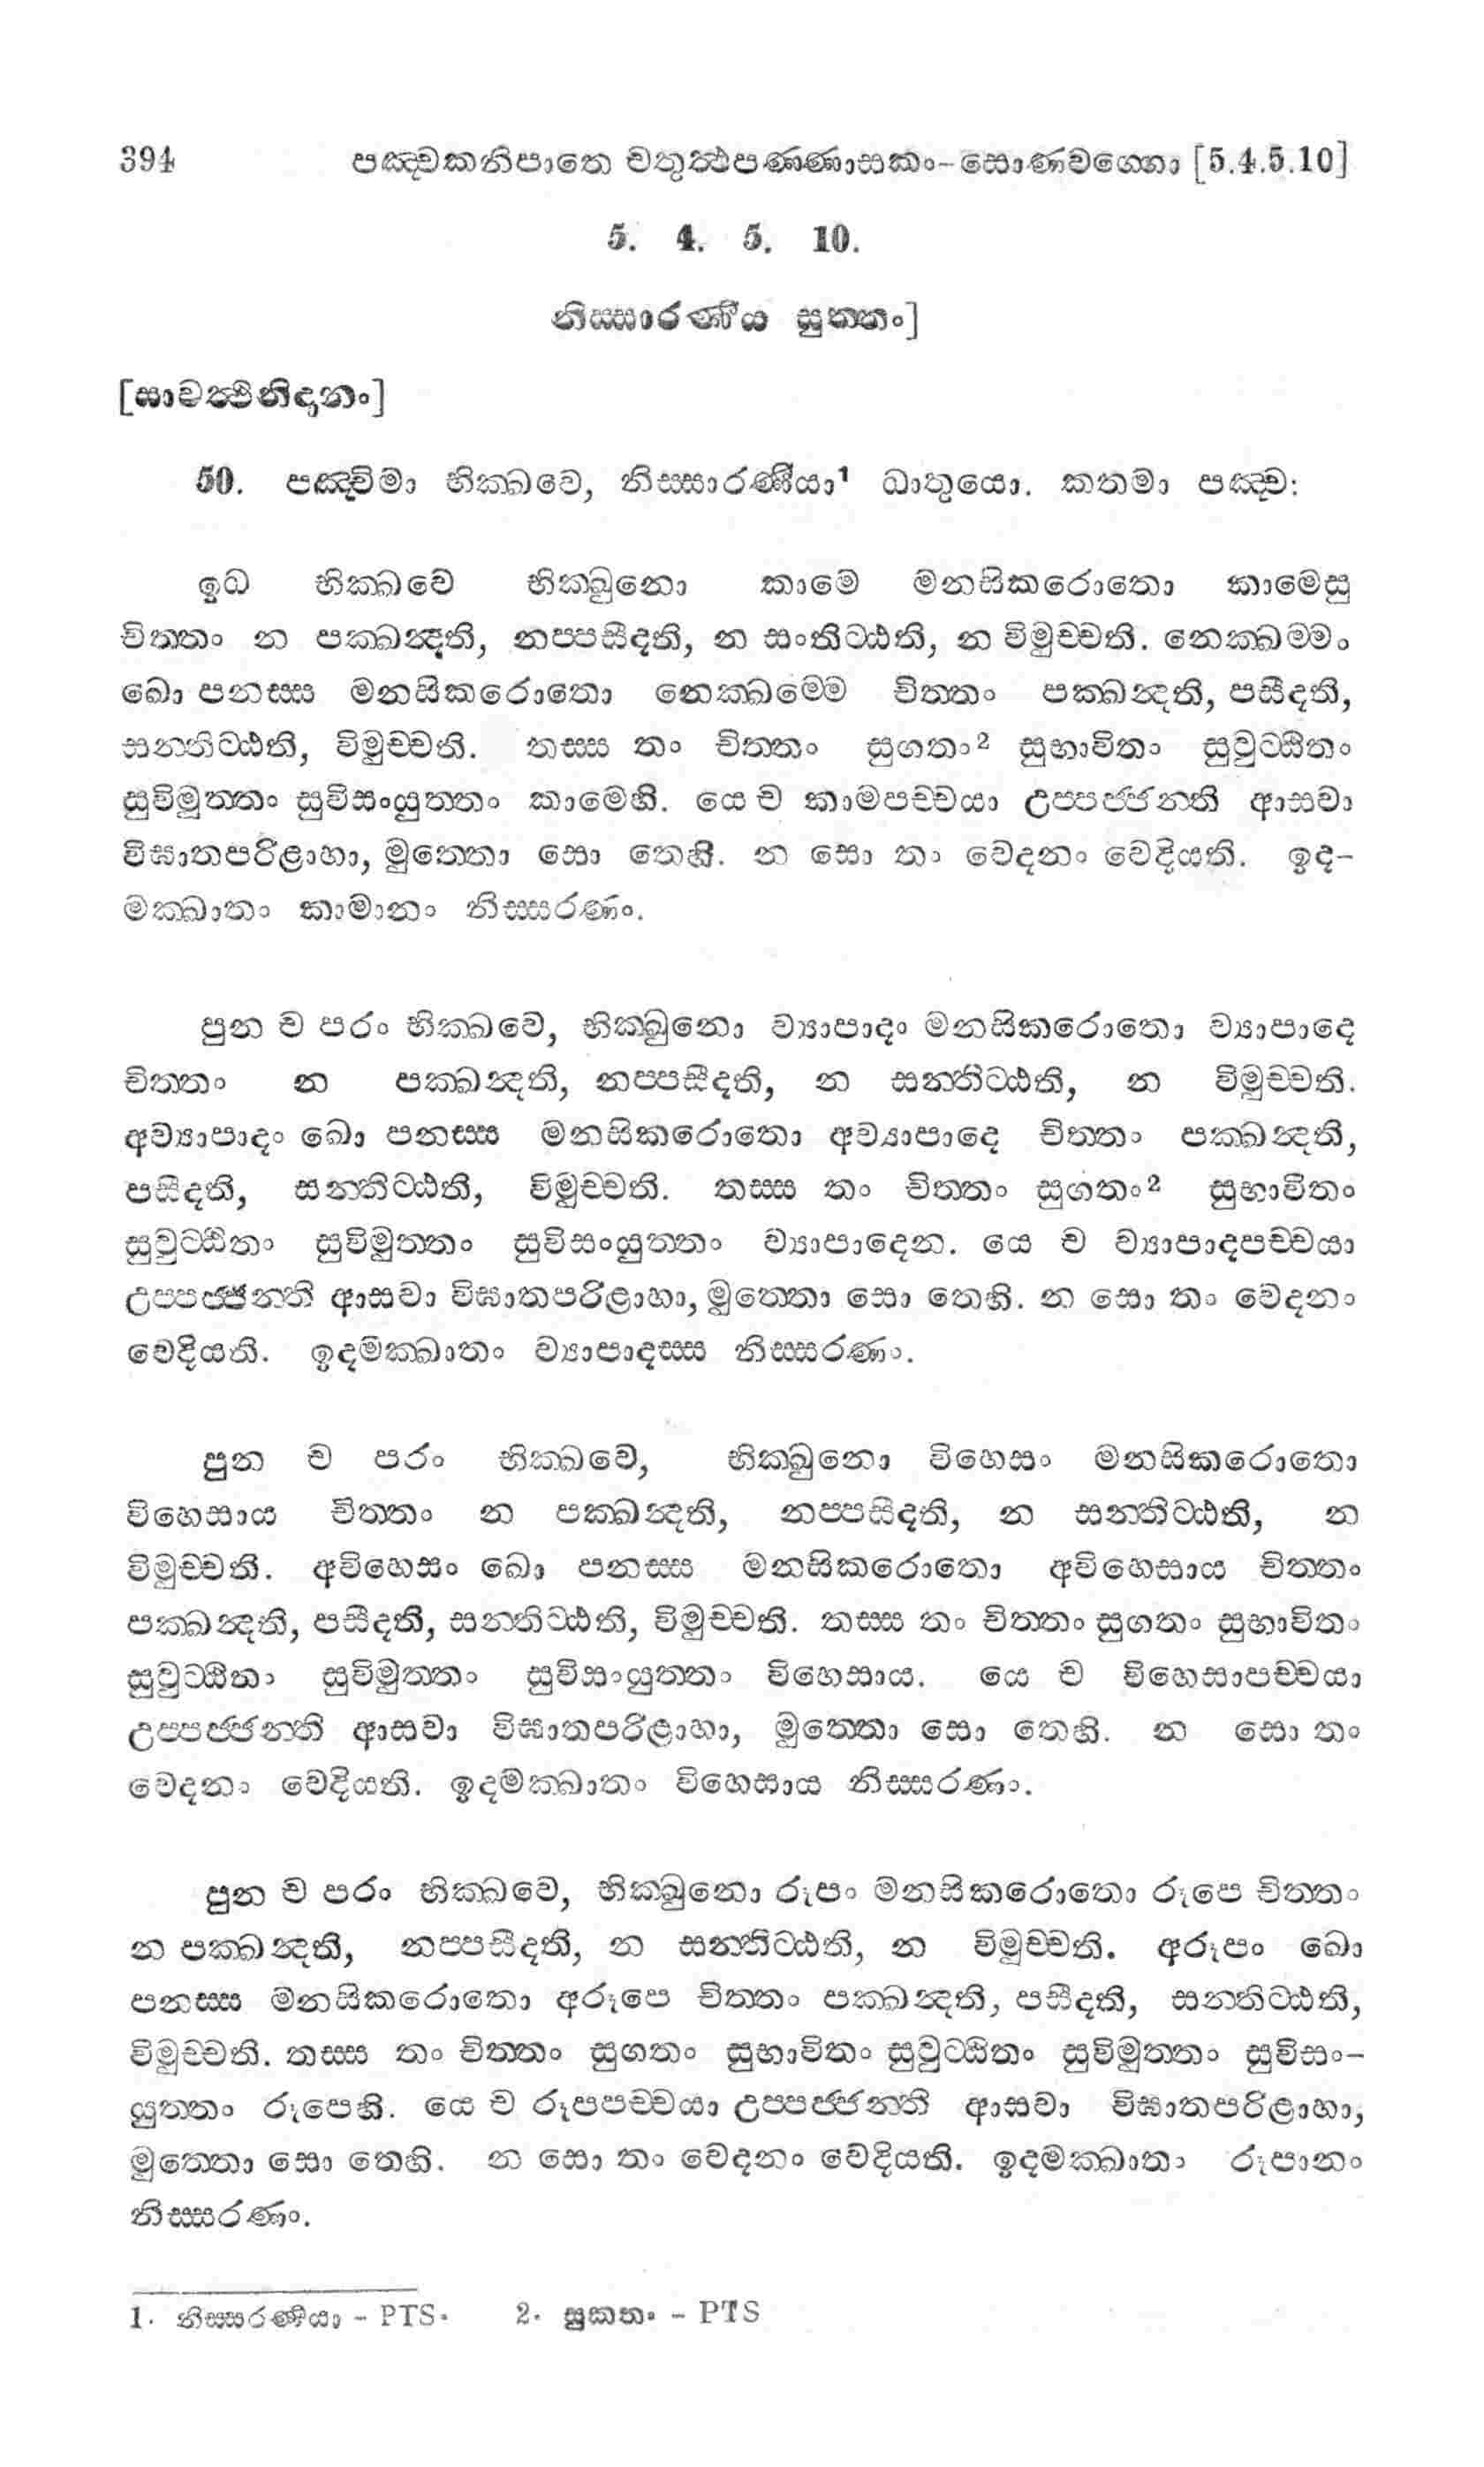 394 පඤ්චකනිපාතෙ චතුත්‍ථපණ්ණාසකං-සොණවග්ගො [5.4.5.10]
5. 4. 5. 10.
නිස්සාරණීය සුත්තං]
[සාවත්‍ථිනිදානං]
50. පඤ්චිමා භික්ඛවෙ, නිස්සාරණීයා¹ ධාතුයො. කතමා පඤ්ච:
ඉධ භික්ඛවෙ භික්ඛුනො කාමෙ මනසිකරොතො කාමෙසු
චිත්තං න පක්ඛන්‍දති, නප්පසීදති, න සංතිට්ඨති, න විමුච්චති. නෙක්ඛම්මං
ඛො පනස්ස මනසිකරොතො නෙක්ඛම්මෙ චිත්තං පක්ඛන්‍දති, පසීදති,
සන්තිට්ඨති, විමුච්චති. තස්ස තං චිත්තං සුගතං² සුභාවිතං සුවුට්ඨිතං
සුවිමුත්තං සුවිසංයුත්තං කාමෙහි. යෙ ච කාමපච්චයා උප්පජ්ජන්ති ආසවා
විඝාතපරිළාහා, මුත්තො සො තෙහි. න සො තං වෙදනං වෙදියති. ඉද-
මක්ඛාතං කාමානං නිස්සරණං.
පුන ච පරං භික්ඛවෙ, භික්ඛුනො ව්‍යාපාදං මනසිකරොතො ව්‍යාපාදෙ
චිත්තං න පක්ඛන්‍දති, නප්පසීදති, න සන්තිට්ඨති, න විමුච්චති.
අව්‍යාපාදං ඛො පනස්ස මනසිකරොතො අව්‍යාපාදෙ චිත්තං පක්ඛන්‍දති,
පසීදති, සන්තිට්ඨති, විමුච්චති. තස්ස තං චිත්තං සුගතං² සුභාවිතං
සුවුට්ඨිතං සුවිමුත්තං සුවිසංයුත්තං ව්‍යාපාදෙන. යෙ ච ව්‍යාපාදපච්චයා
උප්පජ්ජන්ති ආසවා විඝාතපරිළාහා, මුත්තො සො තෙහි. න සො තං වෙදනං
වෙදියති. ඉදමක්ඛාතං ව්‍යාපාදස්ස නිස්සරණං.
පුන ච පරං භික්ඛවෙ, භික්ඛුනො විහෙසං මනසිකරොතො
විහෙසාය චිත්තං න පක්ඛන්‍දති, නප්පසීදති, න සන්තිට්ඨති, න
විමුච්චති. අවිහෙසං ඛො පනස්ස මනසිකරොතො අවිහෙසාය චිත්තං
පක්ඛන්‍දති, පසීදති, සන්තිට්ඨති, විමුච්චති. තස්ස තං චිත්තං සුගතං සුභාවිතං
සුවුට්ඨිතං සුවිමුත්තං සුවිසංයුත්තං විහෙසාය. යෙ ච විහෙසාපච්චයා
උප්පජ්ජන්ති ආසවා විඝාතපරිළාහා, මුත්තො සො තෙහි. න සො තං
වෙදනං වෙදියති. ඉදමක්ඛාතං විහෙසාය නිස්සරණං.
පුන ච පරං භික්ඛවෙ, භික්ඛුනො රූපං මනසිකරොතො රූපෙ චිත්තං
න පක්ඛන්‍දති, නප්පසීදති, න සන්තිට්ඨති, න විමුච්චති. අරූපං ඛො
පනස්ස මනසිකරොතො අරූපෙ චිත්තං පක්ඛන්‍දති, පසීදති, සන්තිට්ඨති,
විමුච්චති. තස්ස තං චිත්තං සුගතං සුභාවිතං සුවුට්ඨිතං සුවිමුත්තං සුවිසං-
යුත්තං රූපෙහි. යෙ ච රූපපච්චයා උප්පජ්ජන්ති ආසවා විඝාතපරිළාහා,
මුත්තො සො තෙහි. න සො තං වෙදනං වෙදියති. ඉදමක්ඛාතං රූපානං
නිස්සරණං.
1. නිස්සරණියා - PTS. 2. සුකතං - PTS